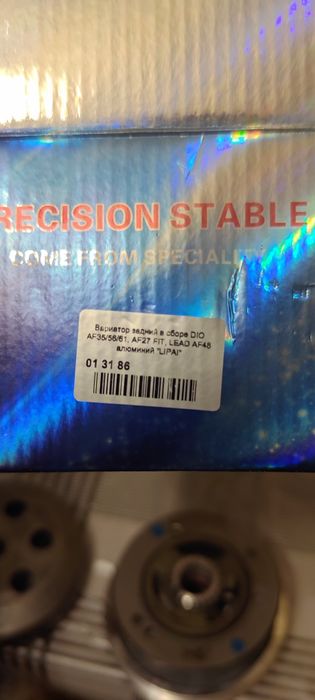 RECISION STABLE
COME FROM SPECIALITY
Вариатор задний в сборе DIO
AF35/56/61, AF27 FIT, LEAD AF48
алюминий "LIPAI"
01 31 86